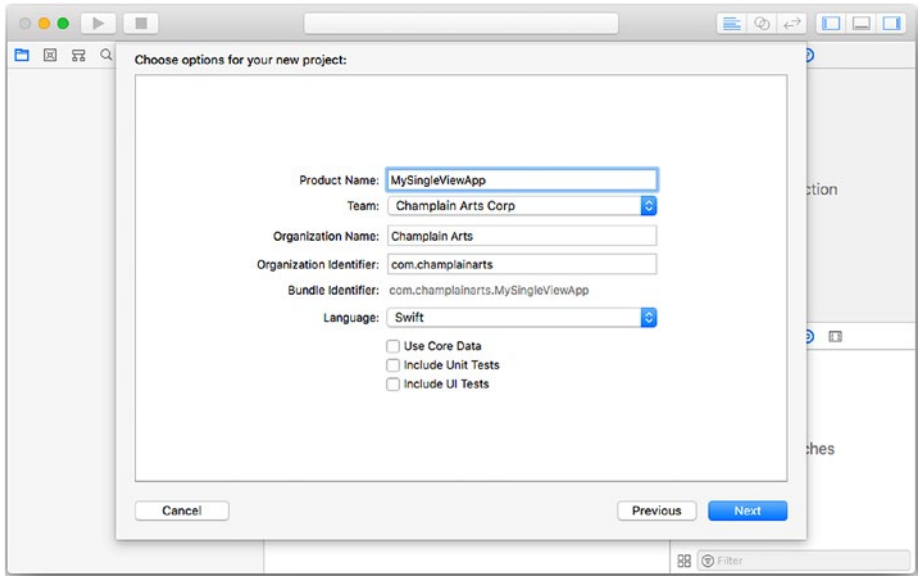 Choose options for your new project:
Product Name: MySingleViewApp
Team: Champlain Arts Corp
Organization Name: Champlain Arts
Organization Identifier: com.champlainarts
Bundle Identifier: com.champlainarts.MySingleViewApp
Language: Swift
Use Core Data
Include Unit Tests
Include UI Tests
ction
ches
Cancel Previous Next
Filter